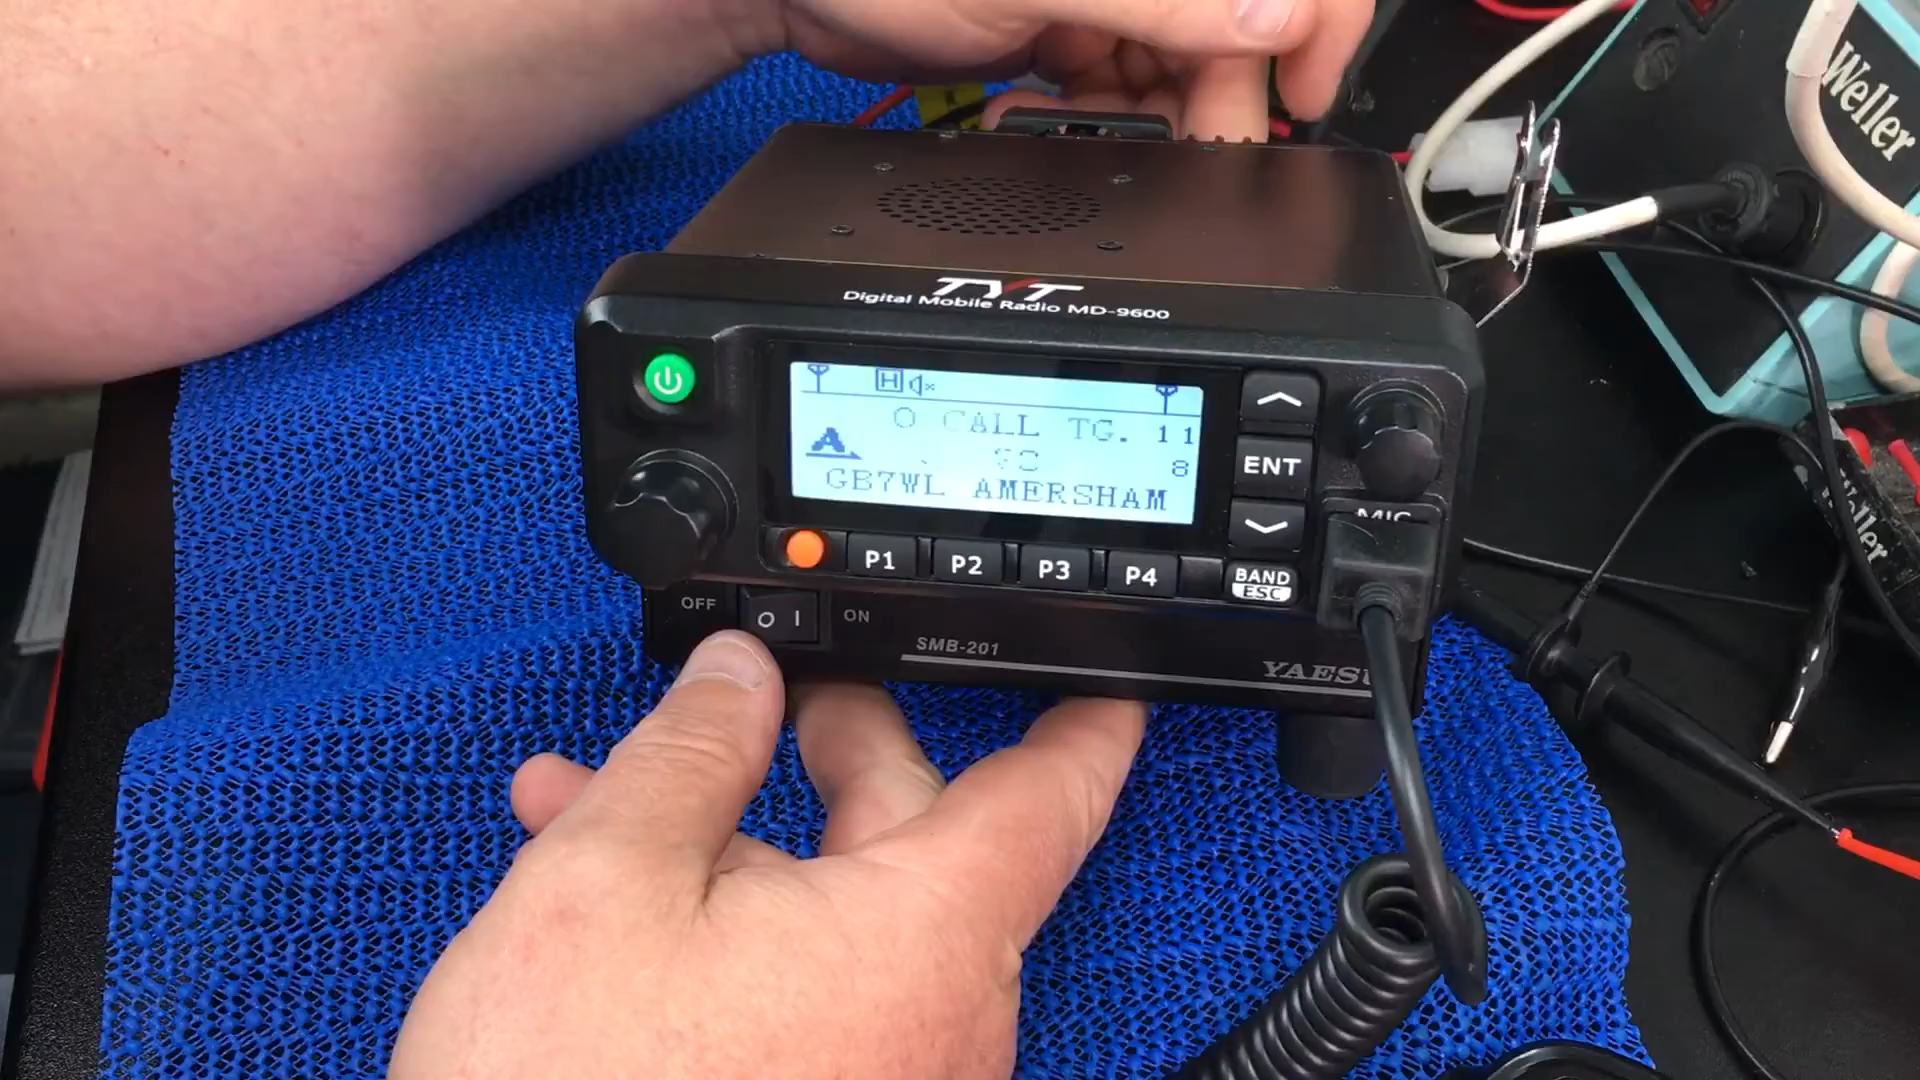 Weller
TYT
Digital Mobile Radio MD-9600
H
O CALL TG. 11
A
8
GB7WL AMERSHAM
ENT
MIC
P1
P2
P3
P4
BAND
ESC
OFF
O I
ON
SMB-201
YAESU
Weller